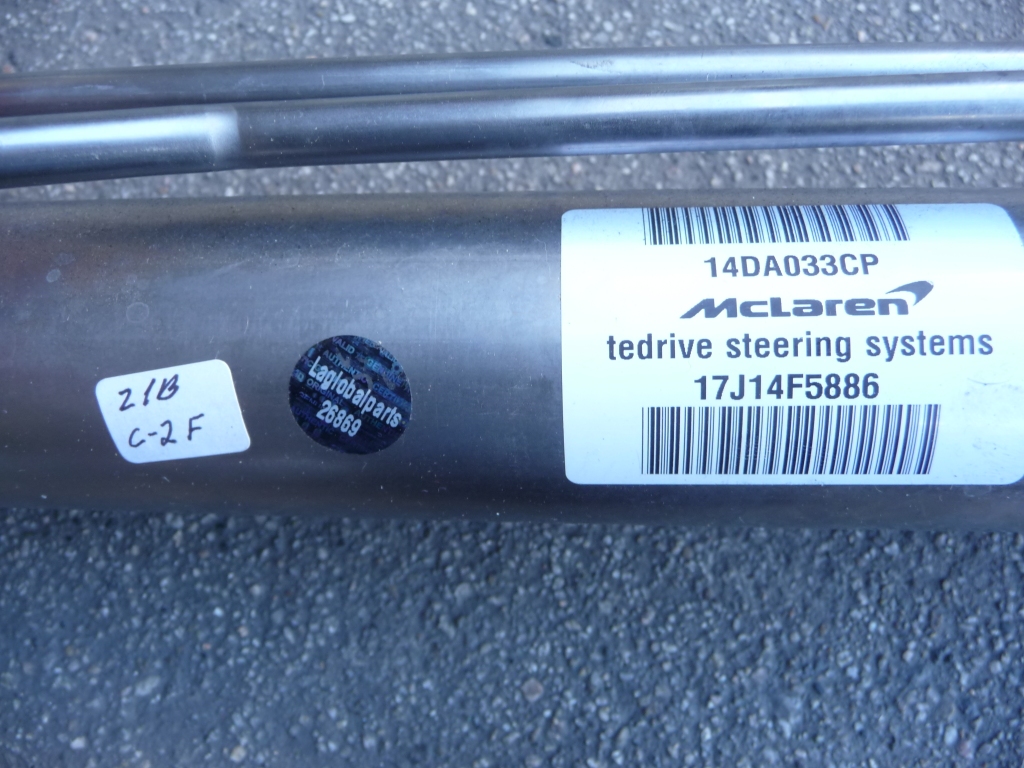 14DA033CP
McLaren
tedrive steering systems
17J14F5886
Laglobalparts
26869
21B
C-2F